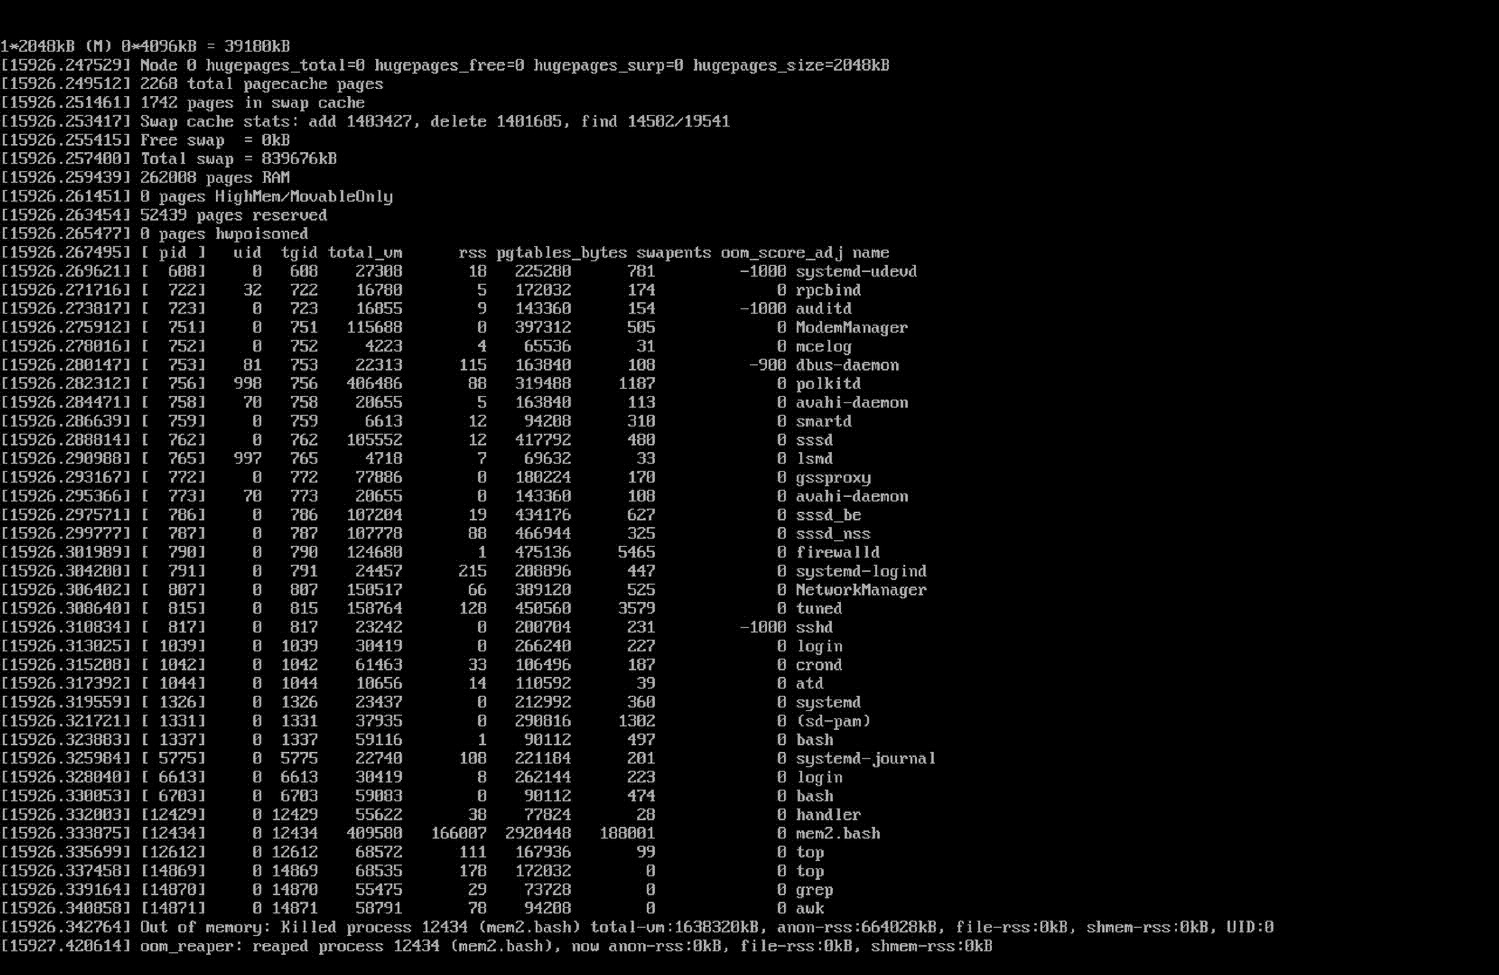 1*2048kB (M) 0*4096kB = 39180kB
[15926.247529] Node 0 hugepages_total=0 hugepages_free=0 hugepages_surp=0 hugepages_size=2048kB
[15926.249512] 2268 total pagecache pages
[15926.251461] 1742 pages in swap cache
[15926.253417] Swap cache stats: add 1403427, delete 1401685, find 14502/19541
[15926.255415] Free swap  = 0kB
[15926.257400] Total swap = 839676kB
[15926.259439] 262008 pages RAM
[15926.261451] 0 pages HighMem/MovableOnly
[15926.263454] 52439 pages reserved
[15926.265477] 0 pages hwpoisoned
[15926.267495] [ pid ]   uid  tgid total_vm      rss pgtables_bytes swapents oom_score_adj name
[15926.269621] [  608]     0   608    27308       18   225280      781         -1000 systemd-udevd
[15926.271716] [  722]    32   722    16780        5   172032      174             0 rpcbind
[15926.273817] [  723]     0   723    16855        9   143360      154         -1000 auditd
[15926.275912] [  751]     0   751   115688        0   397312      505             0 ModemManager
[15926.278016] [  752]     0   752     4223        4    65536       31             0 mcelog
[15926.280147] [  753]    81   753    22313      115   163840      108          -900 dbus-daemon
[15926.282312] [  756]   998   756   406486       88   319488     1187             0 polkitd
[15926.284471] [  758]    70   758    20655        5   163840      113             0 avahi-daemon
[15926.286639] [  759]     0   759     6613       12    94208      310             0 smartd
[15926.288814] [  762]     0   762   105552       12   417792      480             0 sssd
[15926.290988] [  765]   997   765     4718        7    69632       33             0 lsmd
[15926.293167] [  772]     0   772    77886        0   180224      170             0 gssproxy
[15926.295366] [  773]    70   773    20655        0   143360      108             0 avahi-daemon
[15926.297571] [  786]     0   786   107204       19   434176      627             0 sssd_be
[15926.299777] [  787]     0   787   107778       88   466944      325             0 sssd_nss
[15926.301989] [  790]     0   790   124680        1   475136     5465             0 firewalld
[15926.304200] [  791]     0   791    24457      215   208896      447             0 systemd-logind
[15926.306402] [  807]     0   807   150517       66   389120      525             0 NetworkManager
[15926.308640] [  815]     0   815   158764      128   450560     3579             0 tuned
[15926.310834] [  817]     0   817    23242        0   200704      231         -1000 sshd
[15926.313025] [ 1039]     0  1039    30419        0   266240      227             0 login
[15926.315208] [ 1042]     0  1042    61463       33   106496      187             0 crond
[15926.317392] [ 1044]     0  1044    10656       14   110592       39             0 atd
[15926.319559] [ 1326]     0  1326    23437        0   212992      360             0 systemd
[15926.321721] [ 1331]     0  1331    37935        0   290816     1302             0 (sd-pam)
[15926.323883] [ 1337]     0  1337    59116        1    90112      497             0 bash
[15926.325984] [ 5775]     0  5775    22740      108   221184      201             0 systemd-journal
[15926.328040] [ 6613]     0  6613    30419        8   262144      223             0 login
[15926.330053] [ 6703]     0  6703    59083        0    90112      474             0 bash
[15926.332003] [12429]     0 12429    55622       38    77824       28             0 handler
[15926.333875] [12434]     0 12434   409580   166007  2920448   188001             0 mem2.bash
[15926.335699] [12612]     0 12612    68572      111   167936       99             0 top
[15926.337458] [14869]     0 14869    68535      178   172032        0             0 top
[15926.339164] [14870]     0 14870    55475       29    73728        0             0 grep
[15926.340858] [14871]     0 14871    58791       78    94208        0             0 awk
[15926.342764] Out of memory: Killed process 12434 (mem2.bash) total-vm:1638320kB, anon-rss:664028kB, file-rss:0kB, shmem-rss:0kB, UID:0
[15927.420614] oom_reaper: reaped process 12434 (mem2.bash), now anon-rss:0kB, file-rss:0kB, shmem-rss:0kB